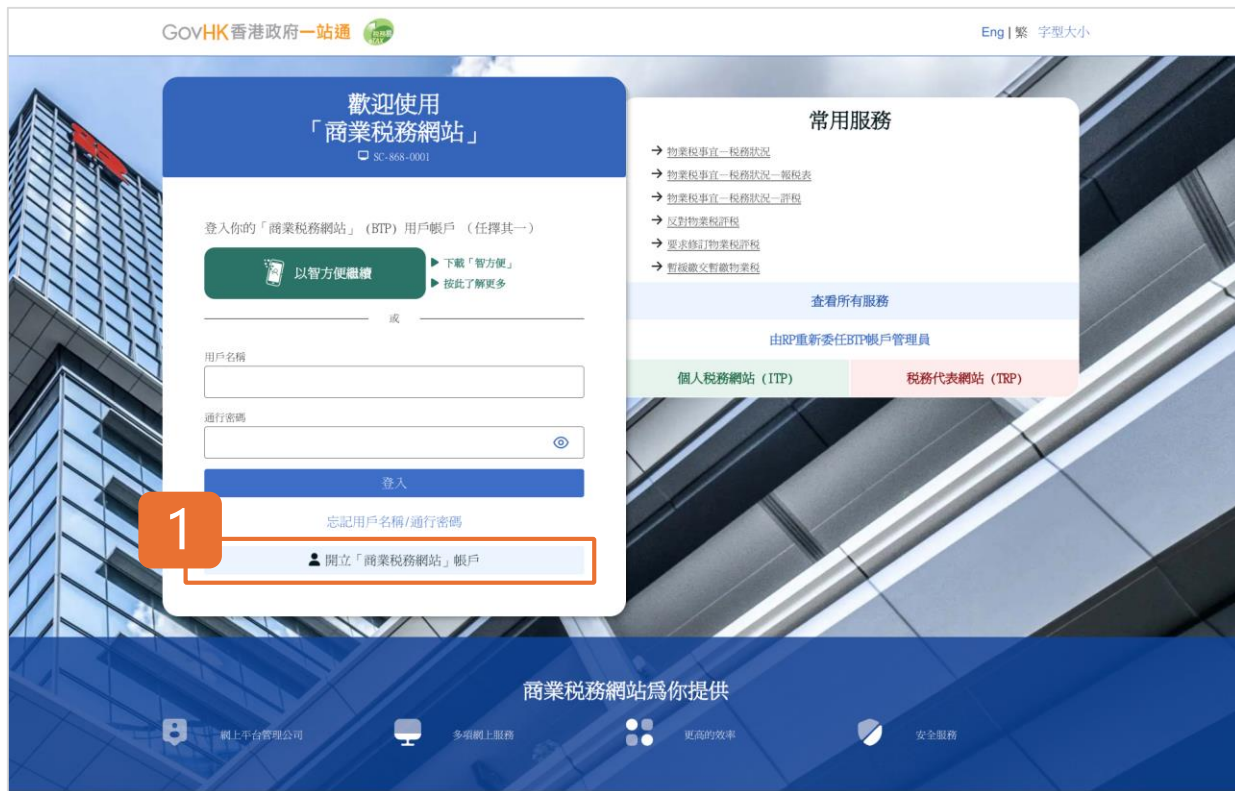 GovHK香港政府一站通
Eng | 繁 字型大小
歡迎使用
「商業稅務網站」
SC-868-0001
登入你的「商業稅務網站」 (BTP) 用戶帳戶 （任擇其一）
以智方便繼續
下載「智方便」
按此了解更多
或
用戶名稱
通行密碼
登入
忘記用戶名稱/通行密碼
1
開立「商業稅務網站」帳戶
常用服務
物業稅事宜—稅務狀況
物業稅事宜—稅務狀況—報稅表
物業稅事宜—稅務狀況—評稅
反對物業稅評稅
要求修訂物業稅評稅
暫緩繳交暫繳物業稅
查看所有服務
由RP重新委任BTP帳戶管理員
個人稅務網站 (ITP)
稅務代表網站 (TRP)
商業稅務網站爲你提供
網上平台管理公司
多項網上服務
更高的效率
安全服務